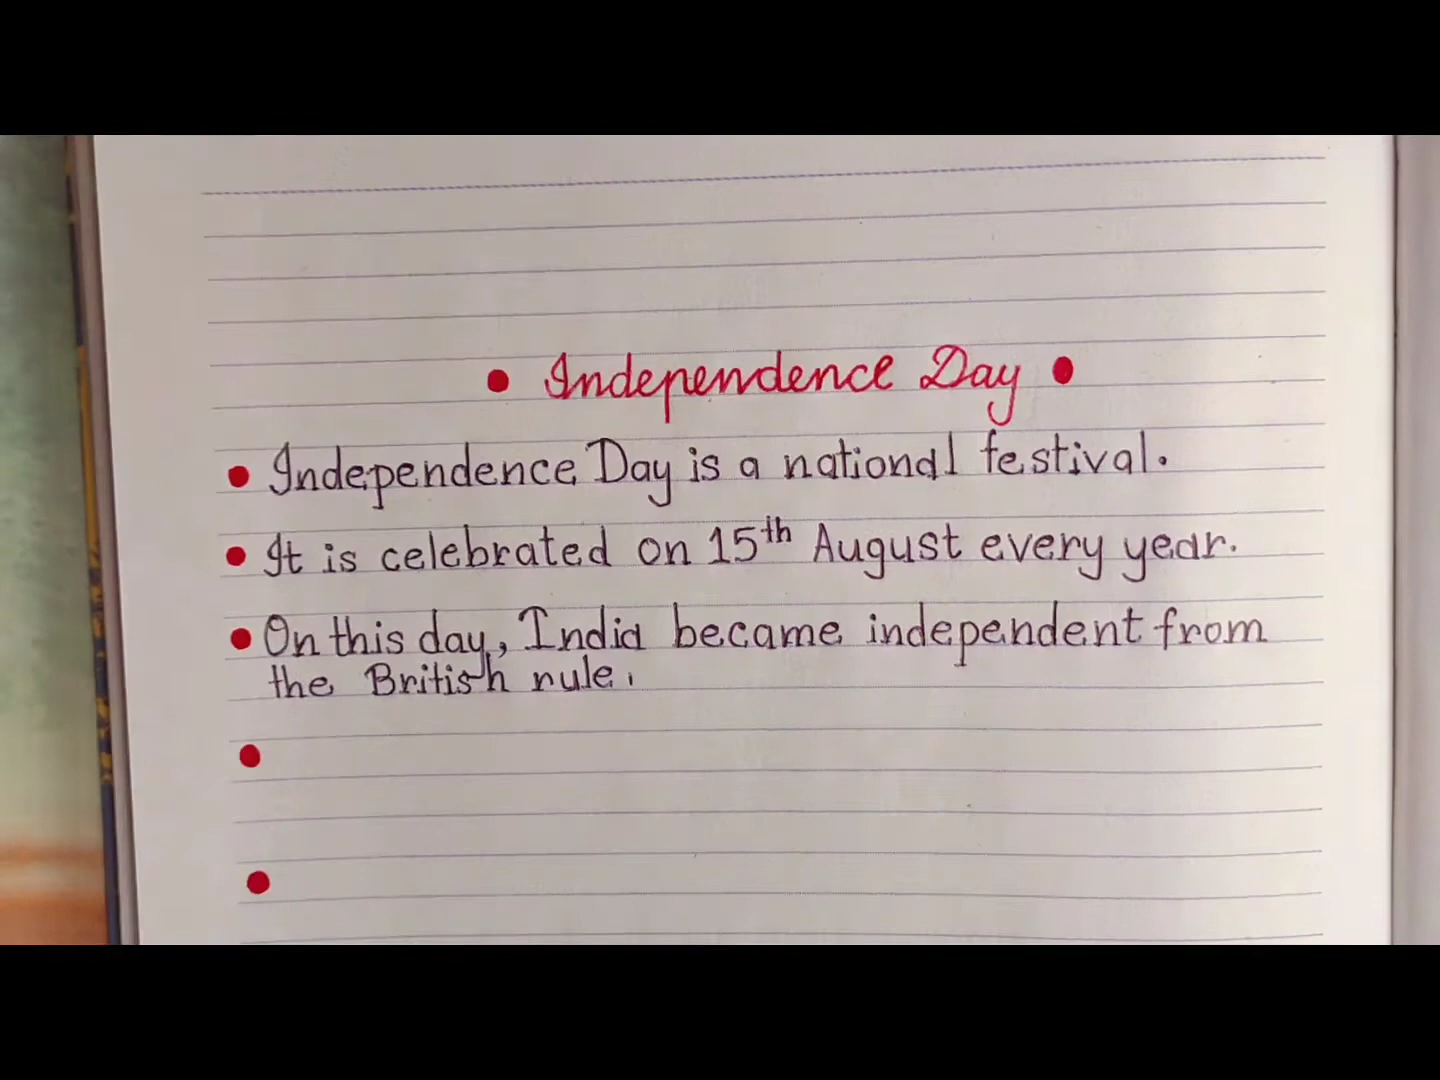 • Independence Day •
• Independence Day is a national festival.
• It is celebrated on 15th August every year.
• On this day, India became independent from
the British rule.
•
•